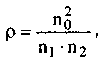 ρ = n₀² / (n₁ · n₂),